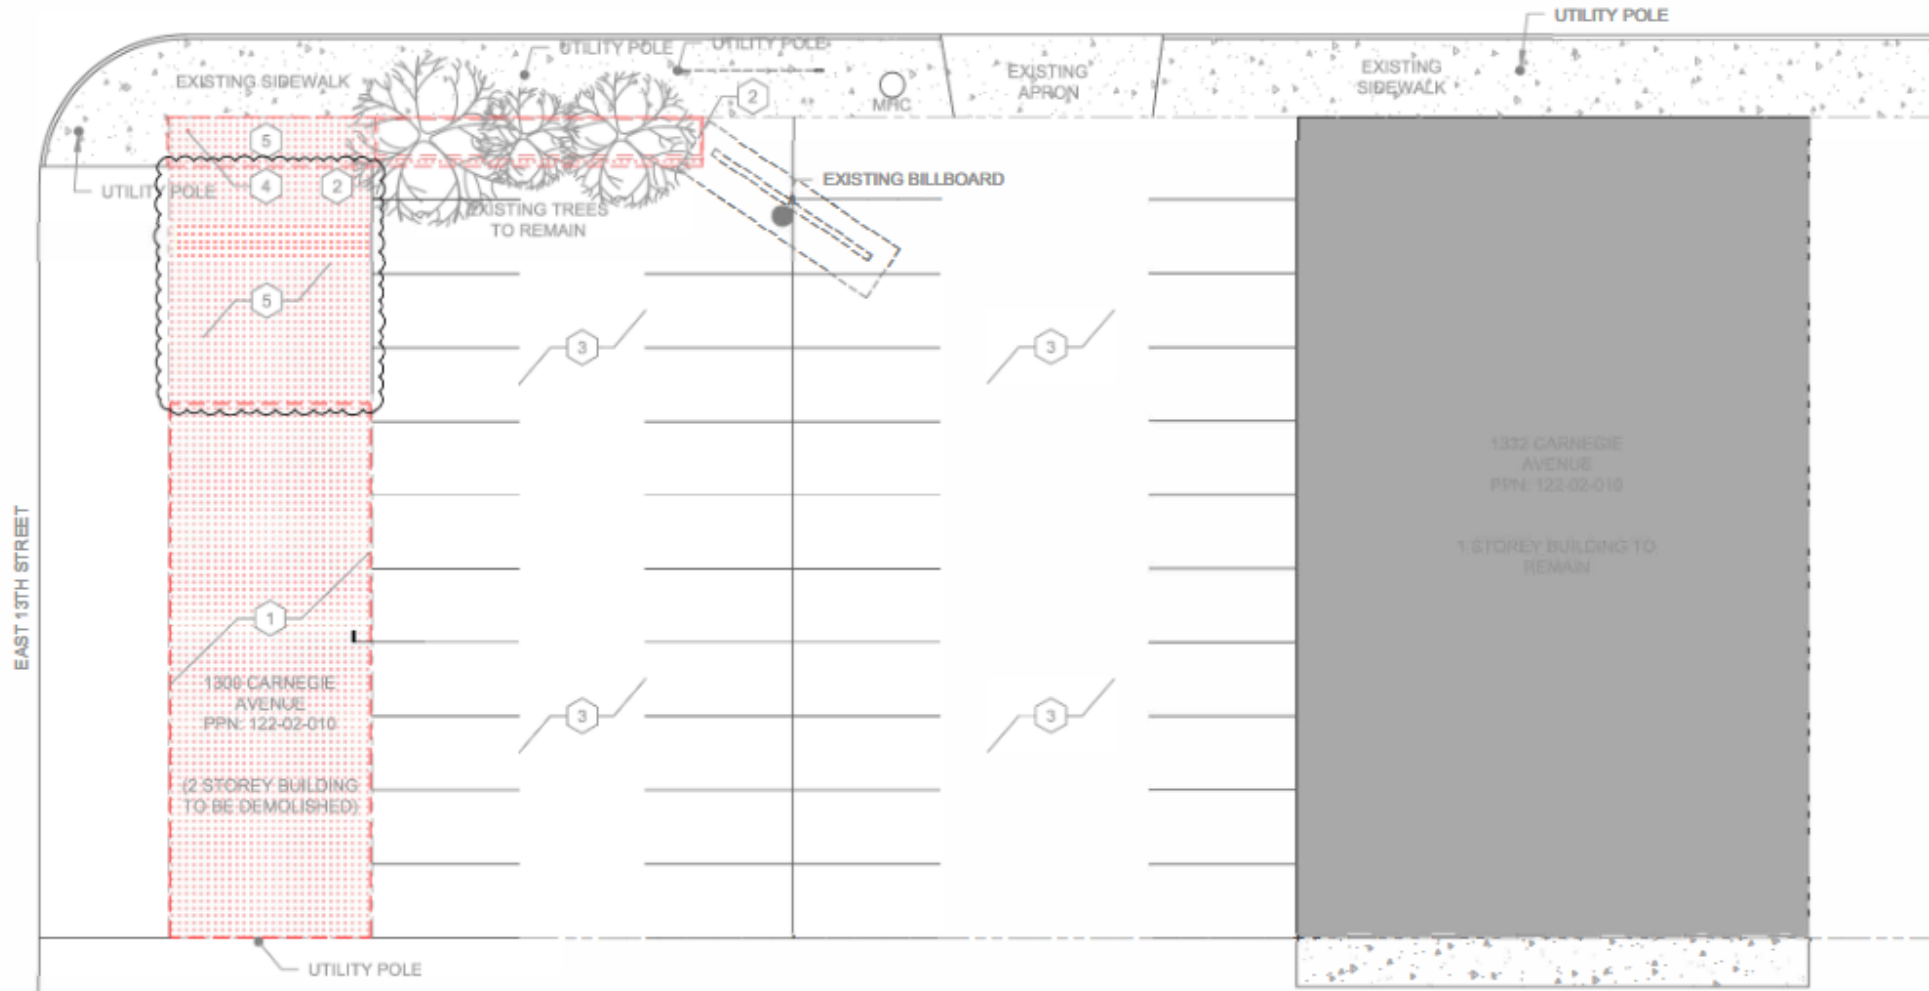 UTILITY POLE
UTILITY POLE
UTILITY POLE
EXISTING SIDEWALK
EXISTING
APRON
EXISTING
SIDEWALK
2
MHC
5
4
2
UTILITY POLE
EXISTING BILLBOARD
EXISTING TREES
TO REMAIN
5
3
3
1332 CARNEGIE
AVENUE
PPN: 122-02-010
1 STOREY BUILDING TO
REMAIN
EAST 13TH STREET
1
1300 CARNEGIE
AVENUE
PPN: 122-02-010
(2 STOREY BUILDING
TO BE DEMOLISHED)
3
3
UTILITY POLE